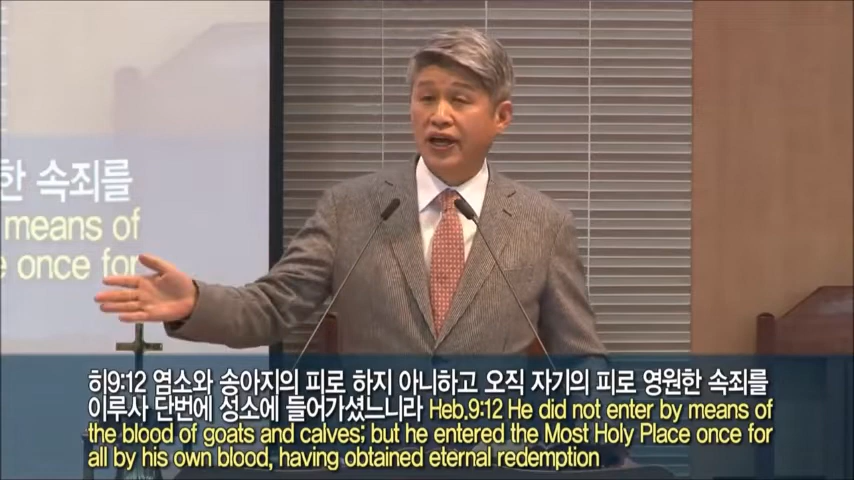 한 속죄를
means of
once for
히9:12 염소와 송아지의 피로 하지 아니하고 오직 자기의 피로 영원한 속죄를
이루사 단번에 성소에 들어가셨느니라 Heb.9:12 He did not enter by means of
the blood of goats and calves; but he entered the Most Holy Place once for
all by his own blood, having obtained eternal redemption